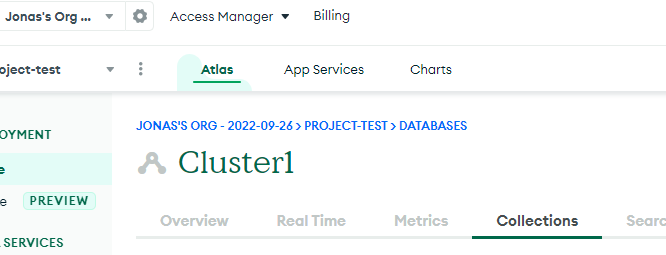 Jonas's Org ... Access Manager Billing
oject-test Atlas App Services Charts
JONAS'S ORG - 2022-09-26 > PROJECT-TEST > DATABASES
OYMENT
Cluster1
e
e PREVIEW
Overview Real Time Metrics Collections Searc
SERVICES